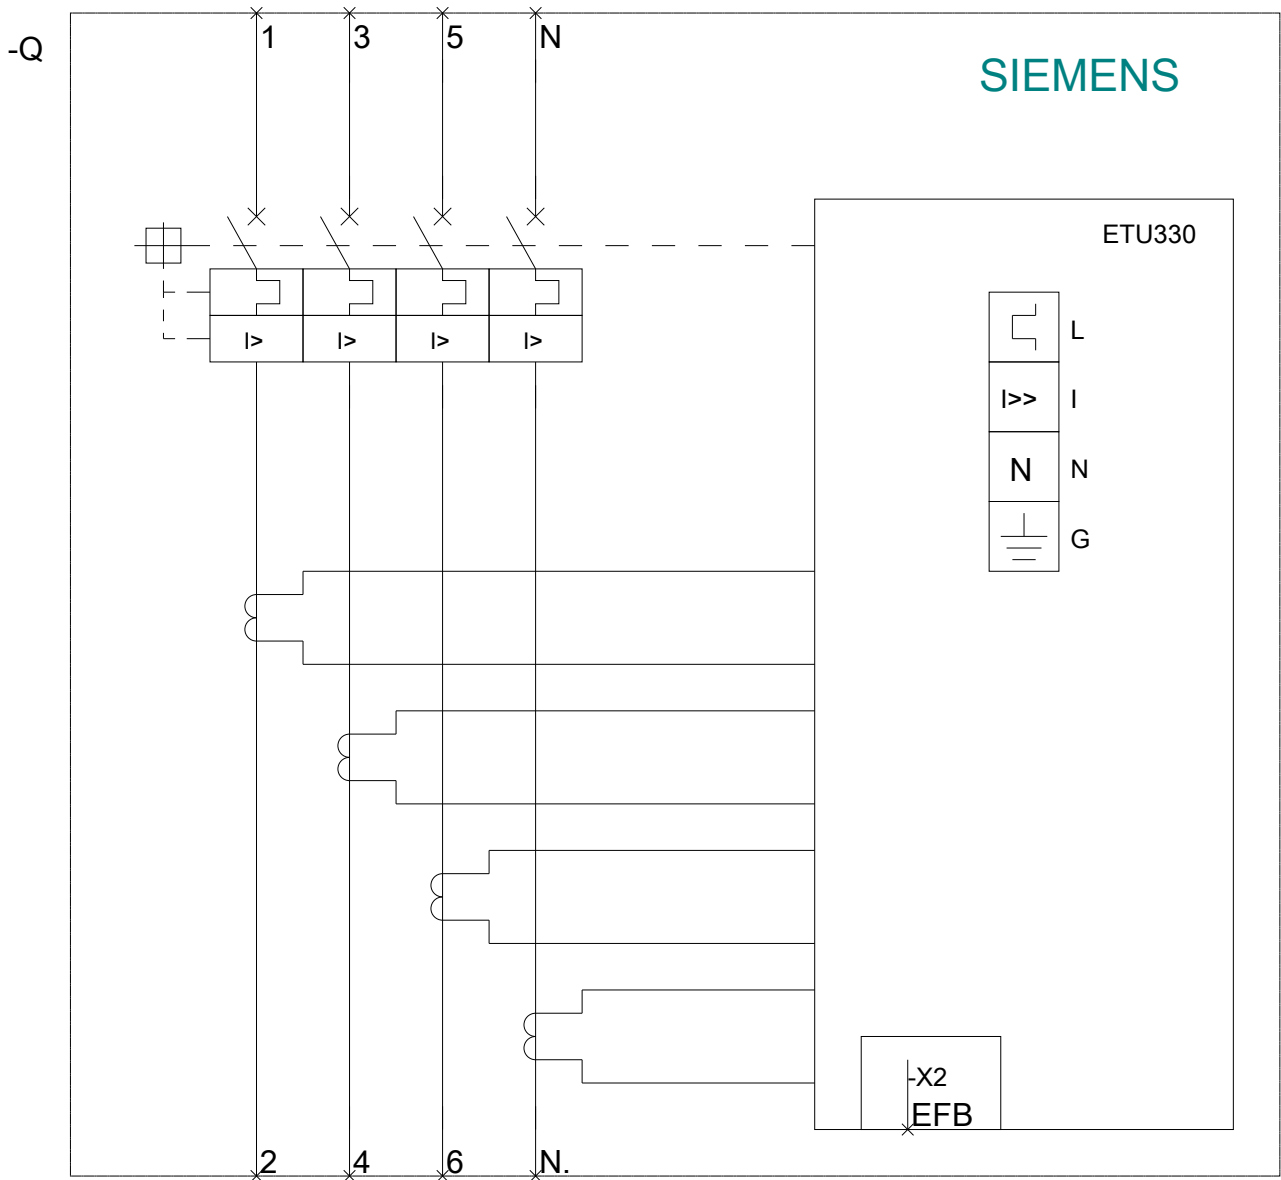 1 3 5 N
-Q
SIEMENS
ETU330
I> I> I> I>
L
I>> I
N N
G
-X2
EFB
2 4 6 N.